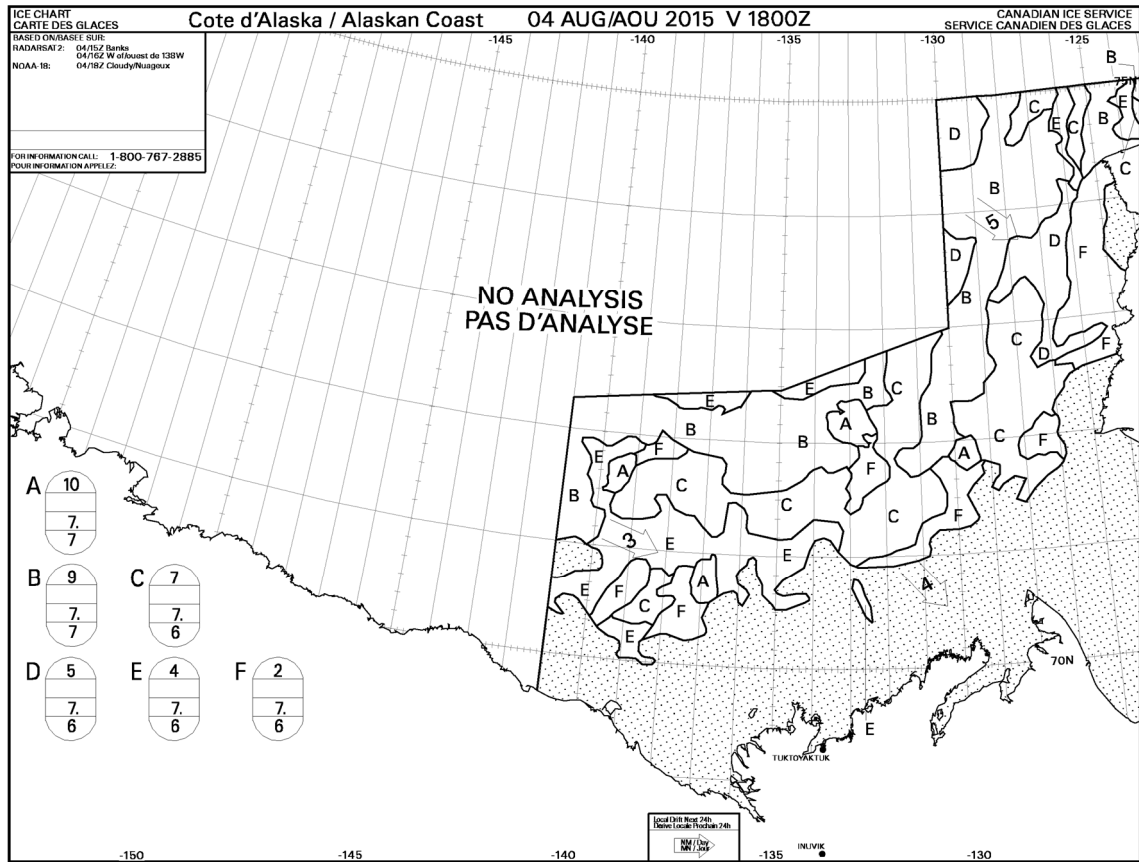 ICE CHART
CARTE DES GLACES
Cote d'Alaska / Alaskan Coast 04 AUG/AOU 2015 V 1800Z
CANADIAN ICE SERVICE
SERVICE CANADIEN DES GLACES
BASED ON/BASEE SUR:
RADARSAT2: 04/15Z Banks
04/16Z W of/ouest de 138W
NOAA-18: 04/18Z Cloudy/Nuageux
FOR INFORMATION CALL: 1-800-767-2885
POUR INFORMATION APPELEZ:
-145 -140 -135 -130 -125
B
75N
D C E C B E
C
B
5
D D F
B
C D F
E E B C
B B A B
C F
E F A A
F
B C
C C F
3 E
E
4
E F C F A
E
NO ANALYSIS
PAS D'ANALYSE
A 10 7. 7
B 9 7. 7
C 7 7. 6
D 5 7. 6
E 4 7. 6
F 2 7. 6
70N
E
TUKTOYAKTUK
Local Drift Next 24h
Derive Locale Prochain 24h
NM / Day
MN / Jour
INUVIK
-150 -145 -140 -135 -130